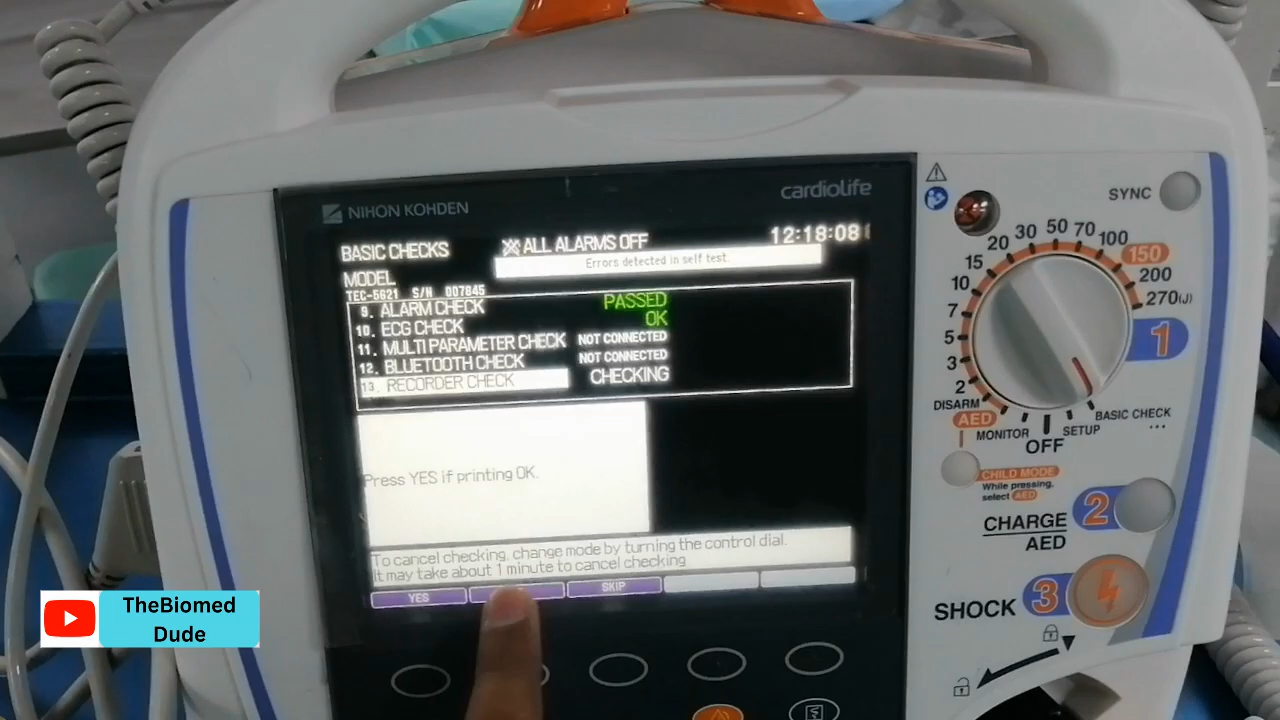 NIHON KOHDEN
cardiolife
BASIC CHECKS
ALL ALARMS OFF
12:18:08
Errors detected in self test.
MODEL
TEC-5621 S/N 007845
9. ALARM CHECK PASSED
10. ECG CHECK OK
11. MULTI PARAMETER CHECK NOT CONNECTED
12. BLUETOOTH CHECK NOT CONNECTED
13. RECORDER CHECK CHECKING
Press YES if printing OK.
To cancel checking, change mode by turning the control dial.
It may take about 1 minute to cancel checking
YES
SKIP
SYNC
DISARM
2
3
5
7
10
15
20
30
50
70
100
150
200
270(J)
1
AED
MONITOR
OFF
SETUP
BASIC CHECK
...
CHILD MODE
While pressing,
select AED
CHARGE
AED
2
SHOCK
3
TheBiomed
Dude